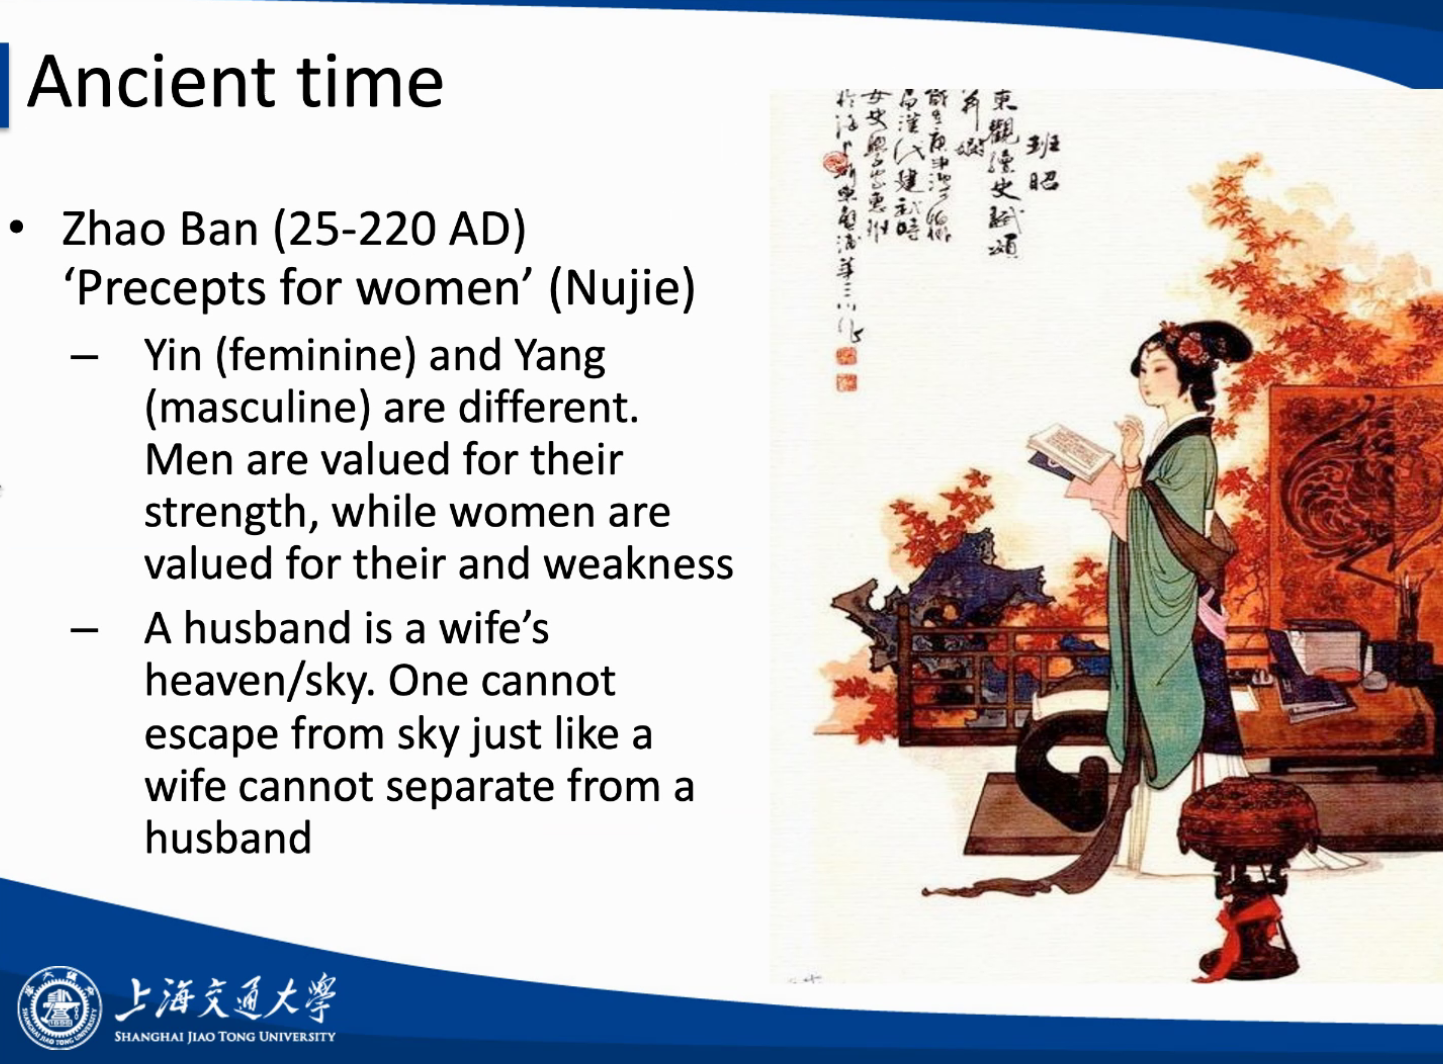 Ancient time
• Zhao Ban (25-220 AD)
‘Precepts for women’ (Nujie)
– Yin (feminine) and Yang
(masculine) are different.
Men are valued for their
strength, while women are
valued for their and weakness
– A husband is a wife’s
heaven/sky. One cannot
escape from sky just like a
wife cannot separate from a
husband
班昭
東觀續史賦頌
上海交通大學
SHANGHAI JIAO TONG UNIVERSITY